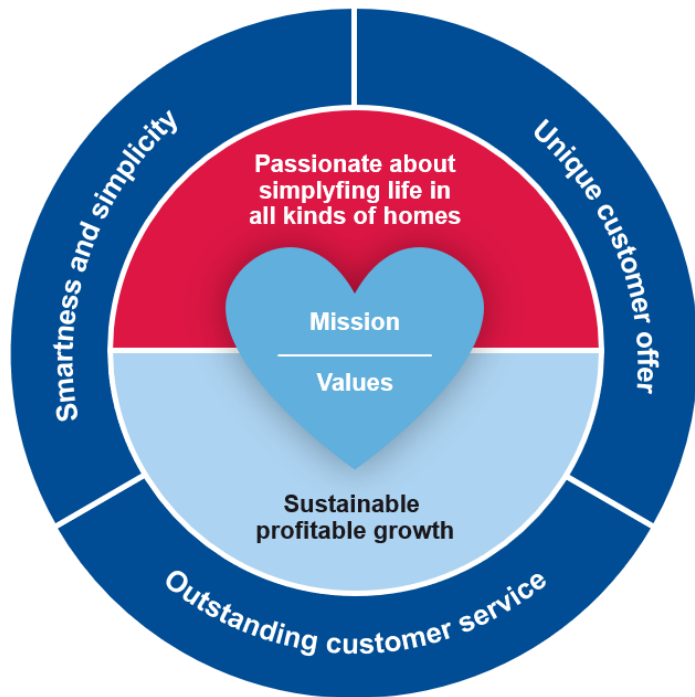 Smartness and simplicity
Unique customer offer
Passionate about
simplyfing life in
all kinds of homes
Mission
Values
Sustainable
profitable growth
Outstanding customer service